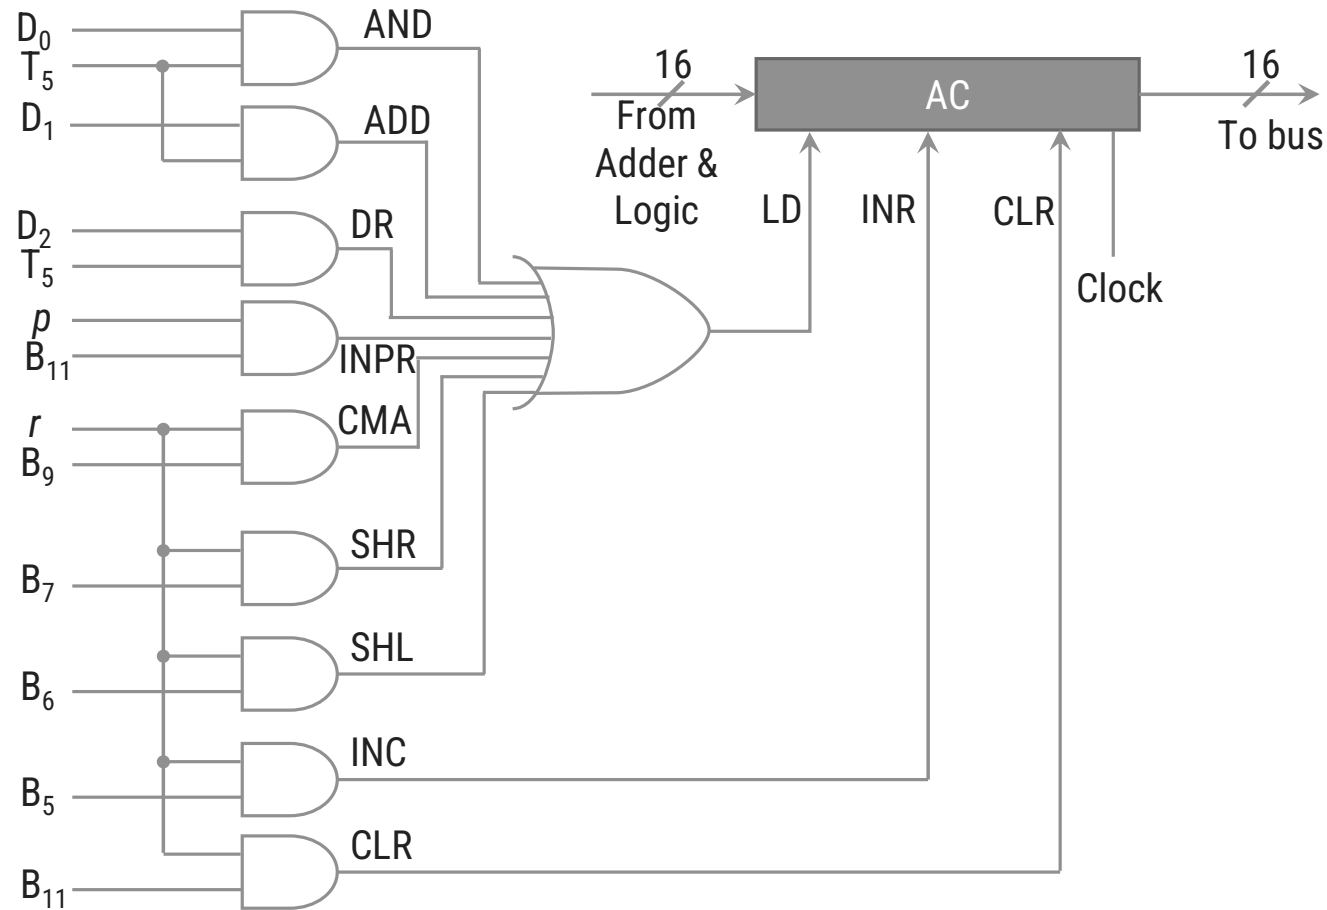 D₀
T₅
D₁
D₂
T₅
p
B₁₁
r
B₉
B₇
B₆
B₅
B₁₁
AND
ADD
DR
INPR
CMA
SHR
SHL
INC
CLR
16
From
Adder &
Logic
AC
16
To bus
LD
INR
CLR
Clock